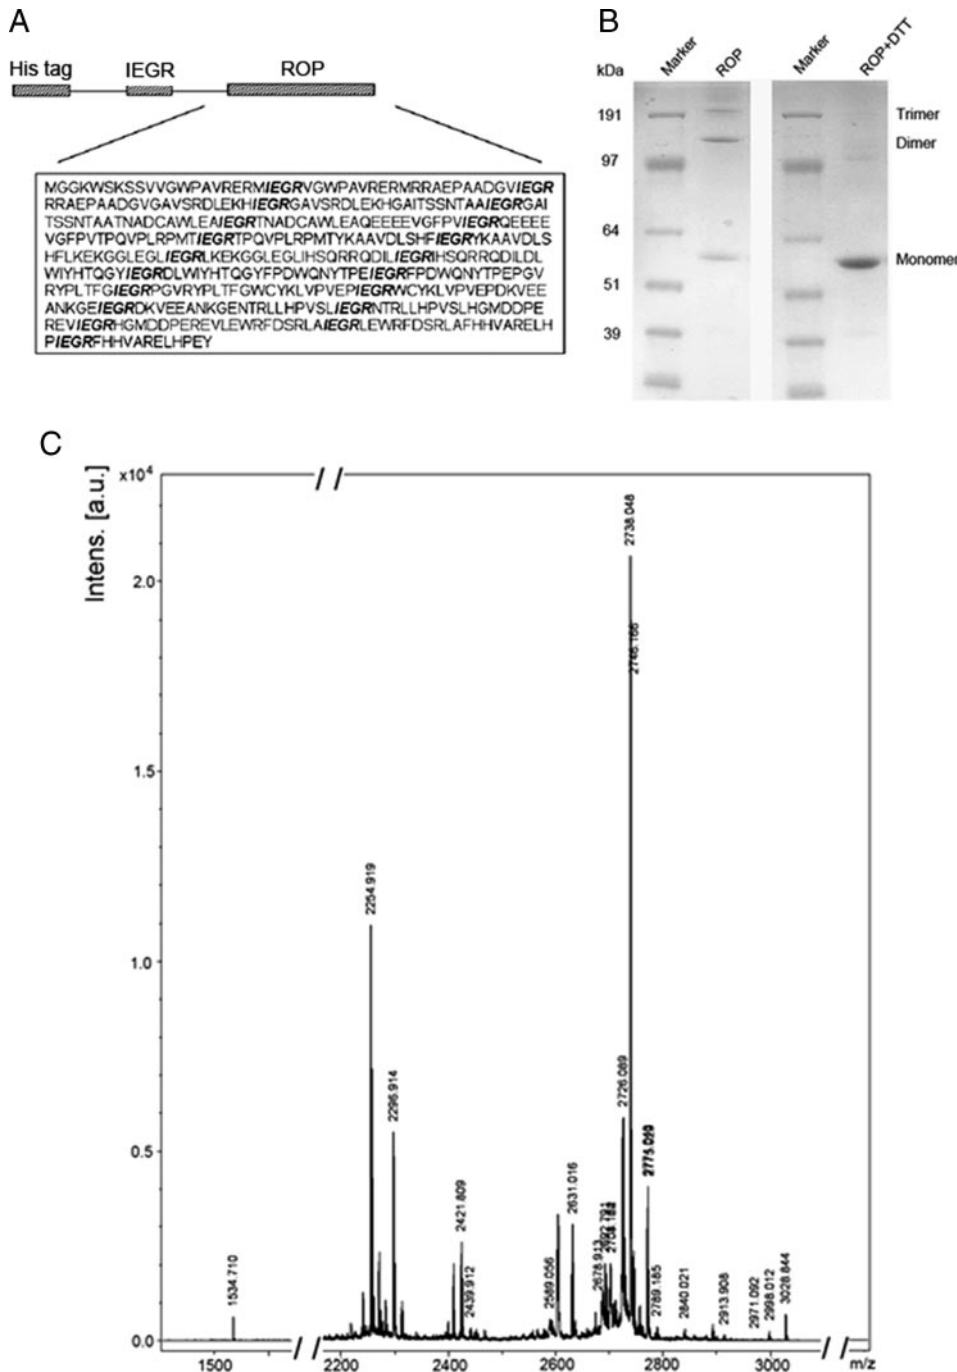 A
His tag
IEGR
ROP
MGGKWSKSSVVGWPAVRERMIEGRVGWPAVRERMRRAEPAADGVIEGR
RRAEPAADGVGAVSRDLEKHIEGRGAVSRDLEKHGAITSSNTAAIEGRGAI
TSSNTAATNADCAWLEAIEGRTNADCAWLEAQEEEEVGFPVIEGRQEEEE
VGFPVTPQVPLRPMTIEGRTPQVPLRPMTYKAAVDLSHFIEGRYKAAVDLS
HFLKEKGGLEGLIEGRLKEKGGLEGLIHSQRRQDILIEGRIHSQRRQDILDL
WIYHTQGYIEGRDLWIYHTQGYFPDWQNYTPEIEGRFPDWQNYTPEPGV
RYPLTFGIEGRPGVRYPLTFGWCYKLVPVEPIEGRWCYKLVPVEPDKVEE
ANKGEIEGRDKVEEANKGENTRLLHPVSLIEGRNTRLLHPVSLHGMDDPE
REVIEGRHGMDDPEREVLEWRFDSRLAIEGRLEWRFDSRLAFHHVARELH
PIEGRFHHVARELHPEY
B
kDa
Marker
ROP
Marker
ROP+DTT
191
97
64
51
39
Trimer
Dimer
Monomer
C
x10⁴
Intens. [a.u.]
2.0
1.5
1.0
0.5
0.0
1534.710
2254.919
2296.914
2421.809
2439.912
2589.056
2631.016
2678.913
2726.089
2738.048
2746.166
2789.185
2840.021
2913.908
2971.092
2998.012
3028.844
1500
2200
2400
2600
2800
3000
m/z